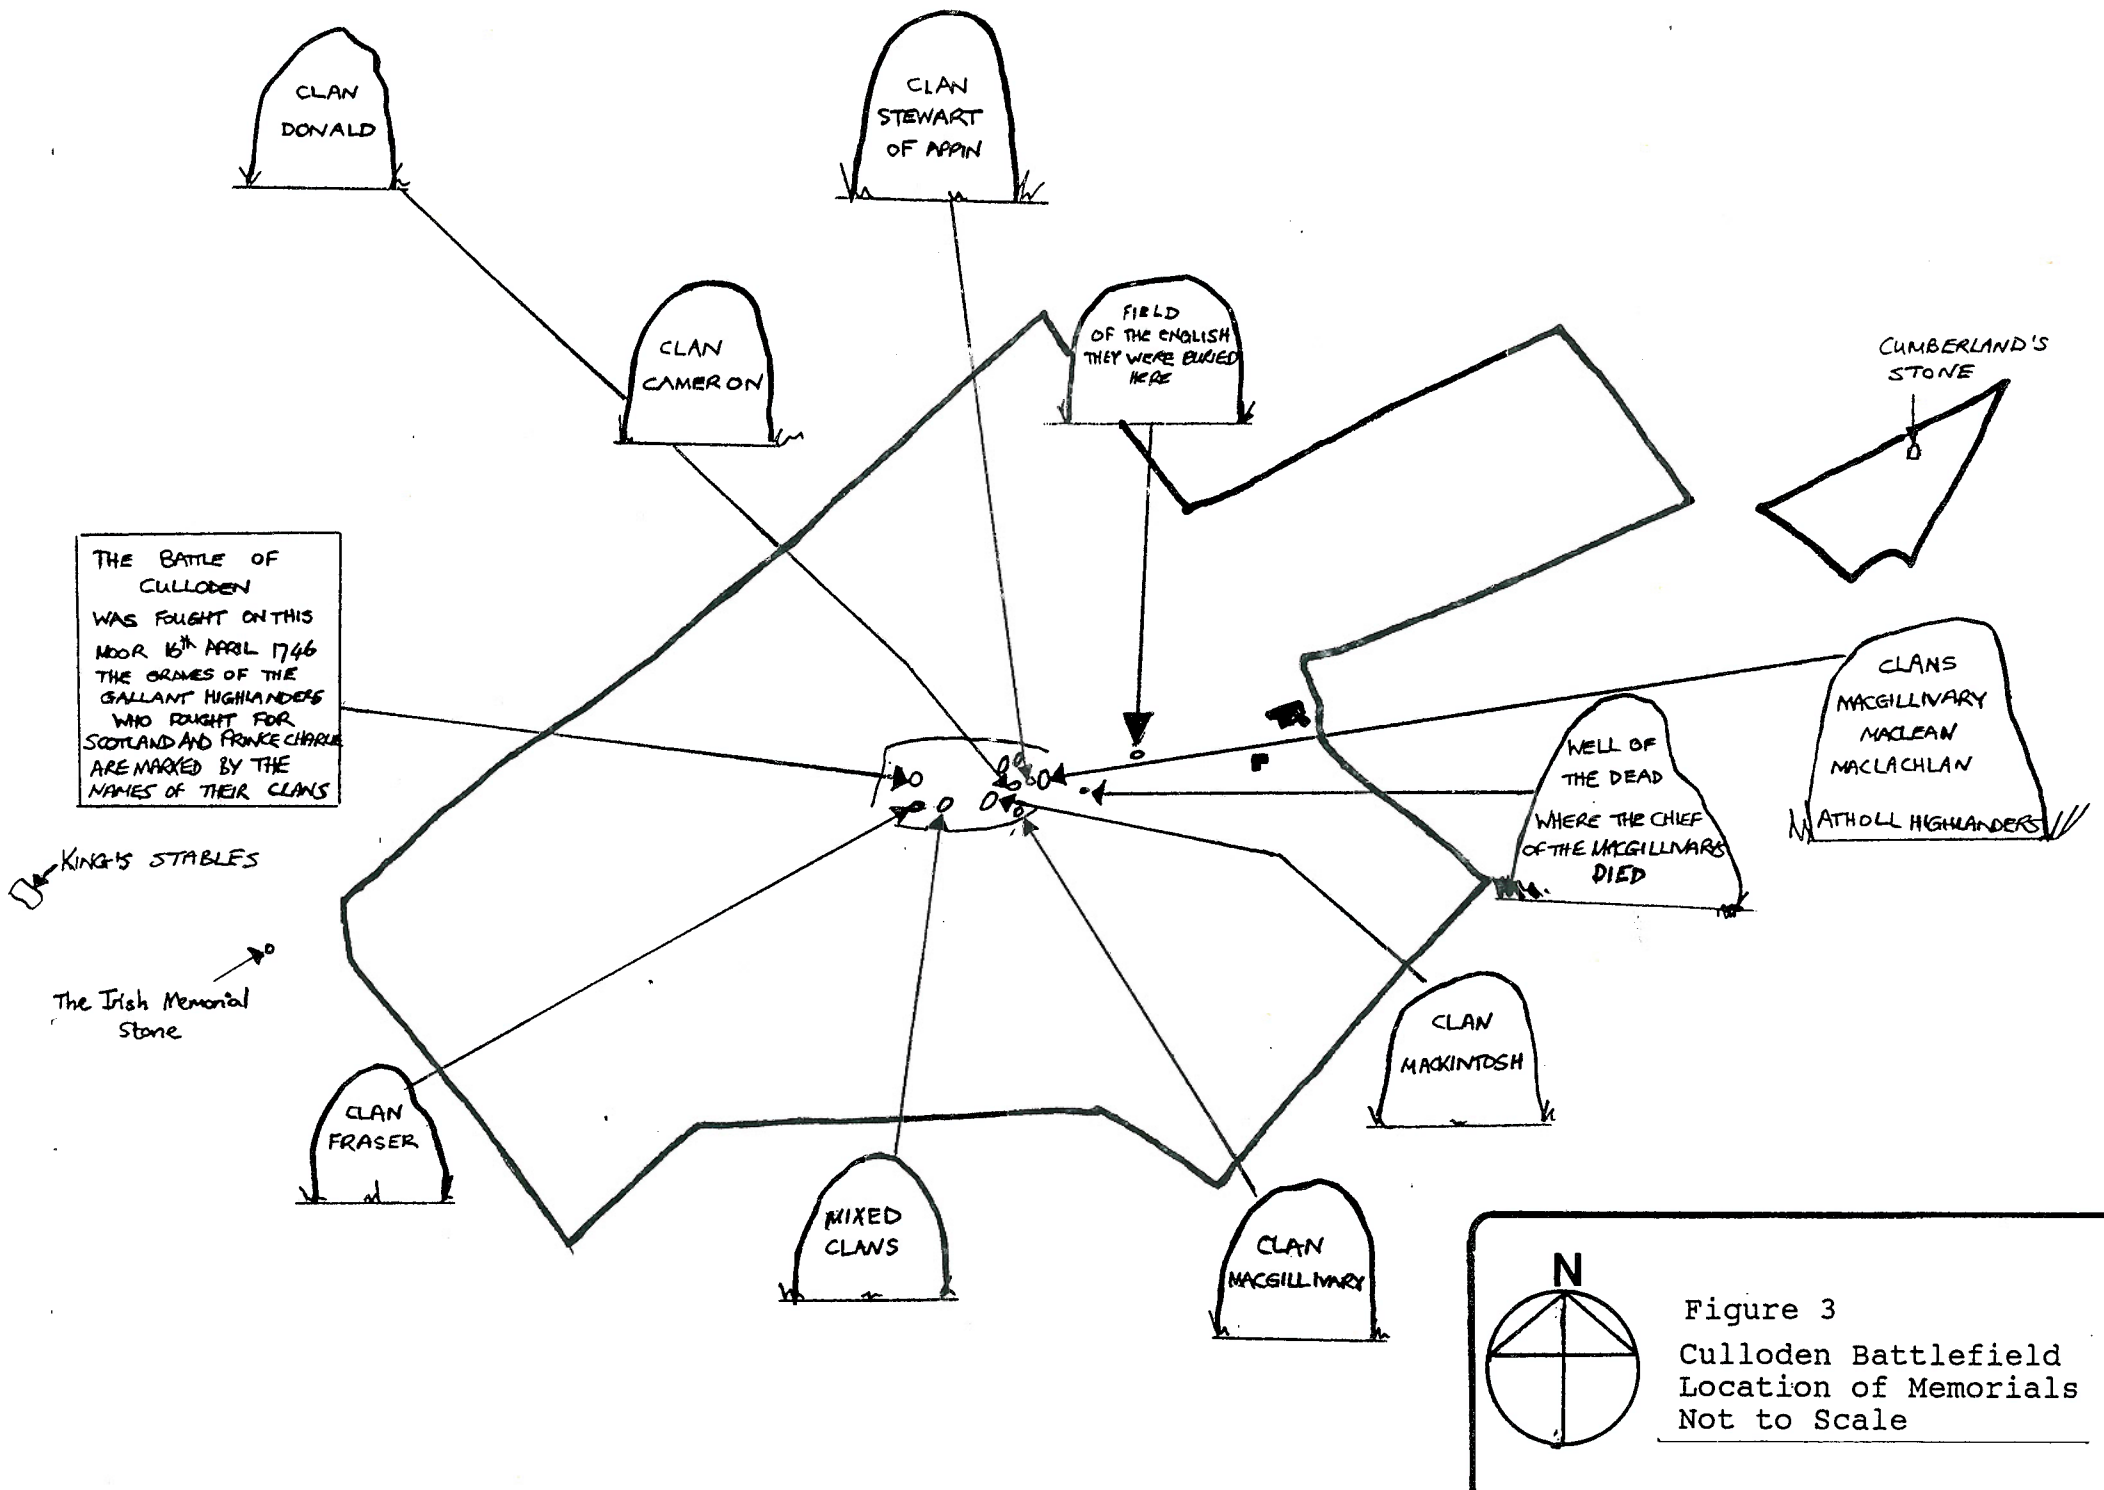 CLAN
DONALD
CLAN
STEWART
OF APPIN
CLAN
CAMERON
FIELD
OF THE ENGLISH
THEY WERE BURIED
HERE
CUMBERLAND'S
STONE
THE BATTLE OF
CULLODEN
WAS FOUGHT ON THIS
MOOR 16th APRIL 1746
THE GRAVES OF THE
GALLANT HIGHLANDERS
WHO FOUGHT FOR
SCOTLAND AND PRINCE CHARLIE
ARE MARKED BY THE
NAMES OF THEIR CLANS
CLANS
MACGILLIVARY
MACLEAN
MACLACHLAN
ATHOLL HIGHLANDERS
WELL OF
THE DEAD
WHERE THE CHIEF
OF THE MACGILLIVARYS
DIED
KING'S STABLES
The Irish Memorial
Stone
CLAN
MACKINTOSH
CLAN
FRASER
MIXED
CLANS
CLAN
MACGILLIVARY
N
Figure 3
Culloden Battlefield
Location of Memorials
Not to Scale